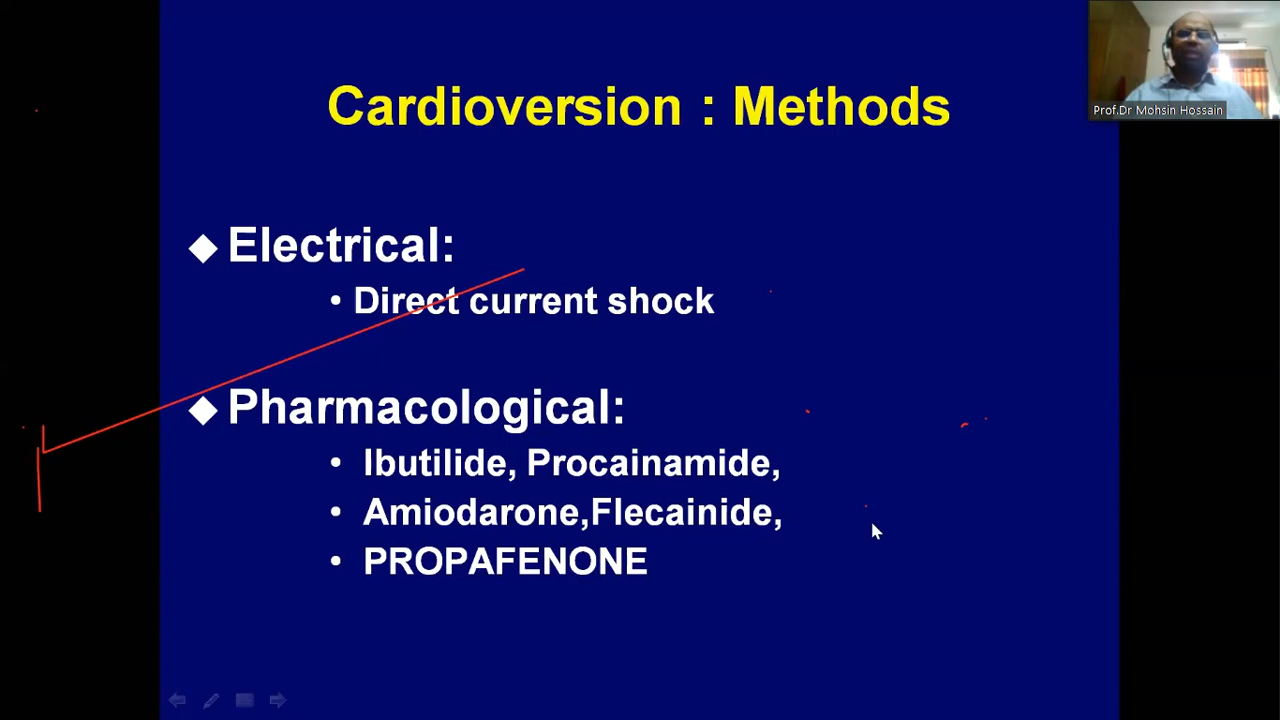 Cardioversion : Methods
Prof.Dr Mohsin Hossain
◆ Electrical:
• Direct current shock
◆ Pharmacological:
• Ibutilide, Procainamide,
• Amiodarone,Flecainide,
• PROPAFENONE